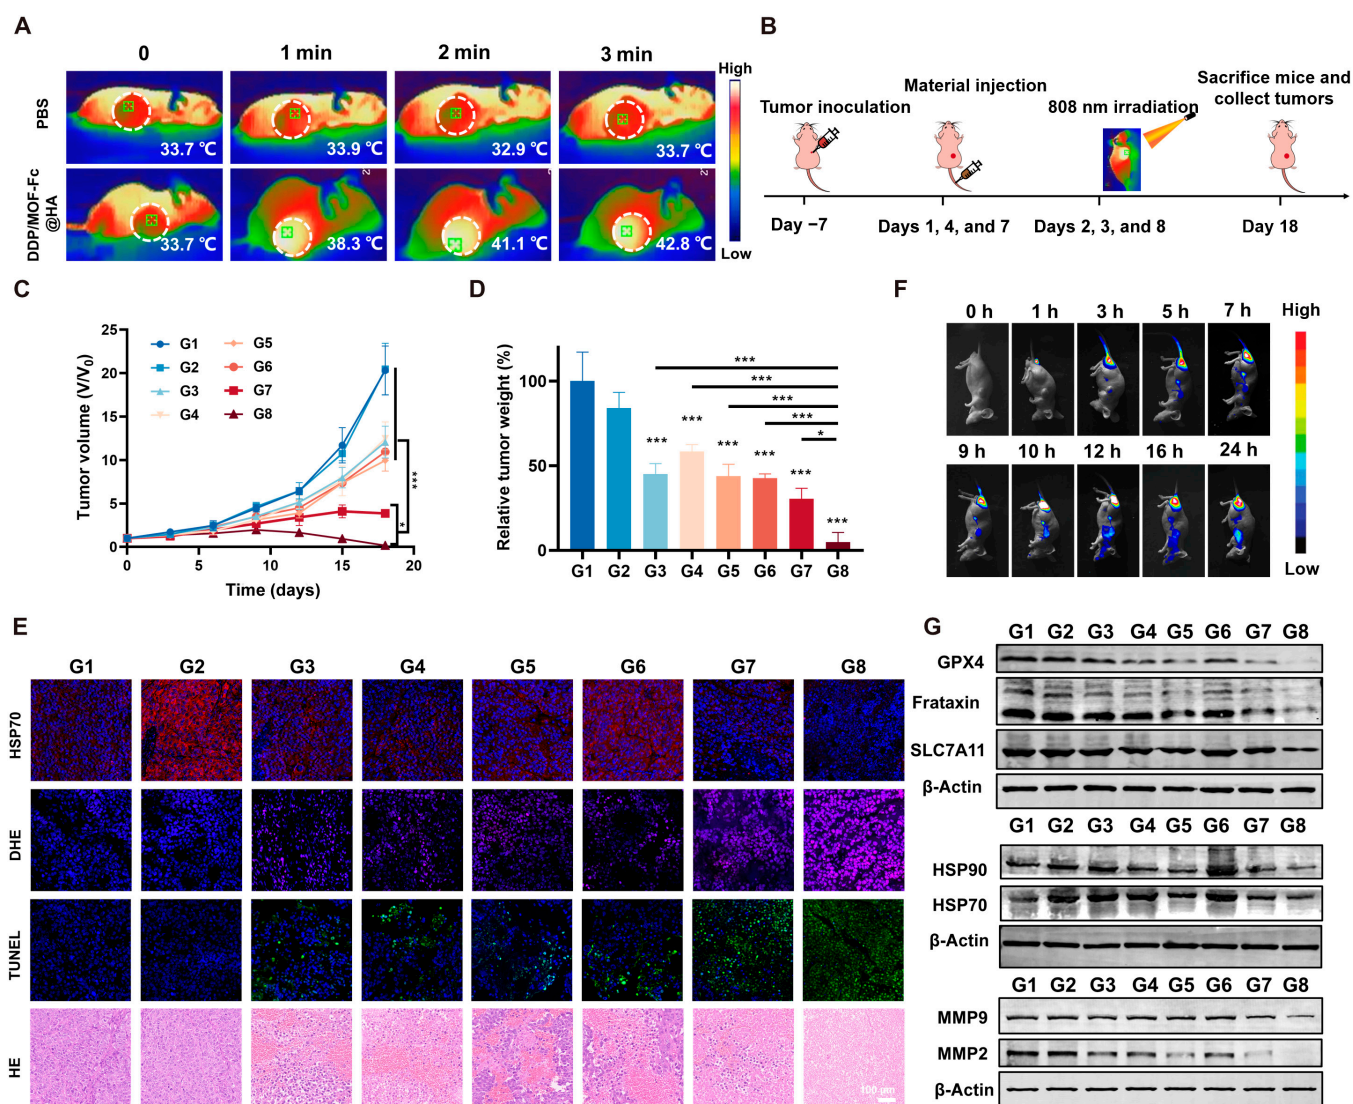 A
0
1 min
2 min
3 min
High
PBS
33.7 ℃
33.9 ℃
32.9 ℃
33.7 ℃
DDP/MOF-Fc
@HA
33.7 ℃
38.3 ℃
41.1 ℃
42.8 ℃
Low
B
Tumor inoculation
Material injection
808 nm irradiation
Sacrifice mice and
collect tumors
Day −7
Days 1, 4, and 7
Days 2, 3, and 8
Day 18
C
Tumor volume (V/V₀)
25
20
15
10
5
0
G1
G2
G3
G4
G5
G6
G7
G8
***
*
0
5
10
15
20
Time (days)
D
Relative tumor weight (%)
100
50
0
***
***
***
***
*
***
***
***
***
***
***
G1
G2
G3
G4
G5
G6
G7
G8
F
0 h
1 h
3 h
5 h
7 h
High
9 h
10 h
12 h
16 h
24 h
Low
E
G1
G2
G3
G4
G5
G6
G7
G8
HSP70
DHE
TUNEL
HE
100 μm
G
G1
G2
G3
G4
G5
G6
G7
G8
GPX4
Frataxin
SLC7A11
β-Actin
G1
G2
G3
G4
G5
G6
G7
G8
HSP90
HSP70
β-Actin
G1
G2
G3
G4
G5
G6
G7
G8
MMP9
MMP2
β-Actin